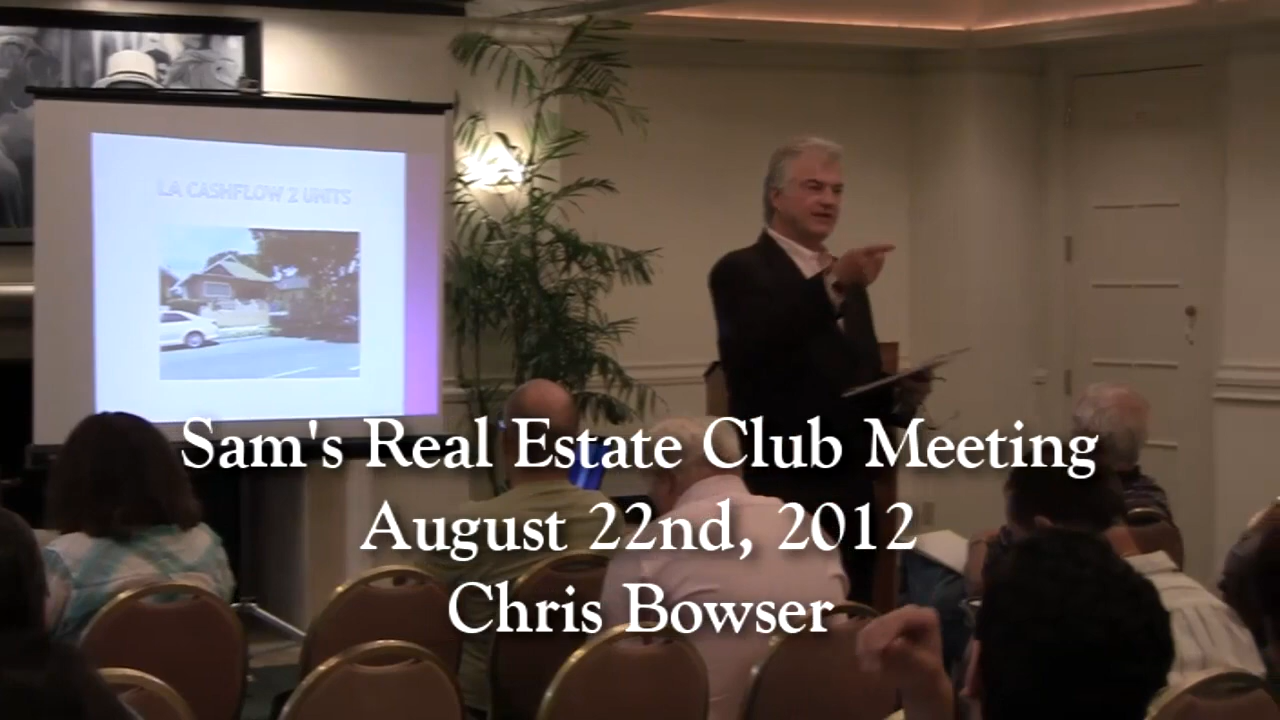 LA CASHFLOW 2 UNITS
Sam's Real Estate Club Meeting
August 22nd, 2012
Chris Bowser